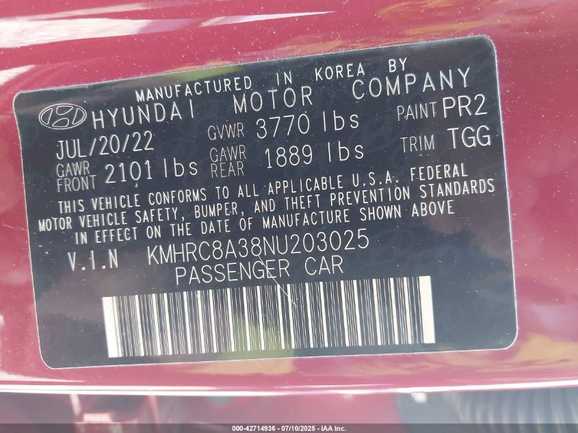 MANUFACTURED IN KOREA BY
HYUNDAI MOTOR COMPANY
JUL/20/22 GVWR 3770 lbs PAINT PR2
GAWR FRONT 2101 lbs GAWR REAR 1889 lbs TRIM TGG
THIS VEHICLE CONFORMS TO ALL APPLICABLE U.S.A. FEDERAL
MOTOR VEHICLE SAFETY, BUMPER, AND THEFT PREVENTION STANDARDS
IN EFFECT ON THE DATE OF MANUFACTURE SHOWN ABOVE
V.I.N KMHRC8A38NU203025
PASSENGER CAR
000-42714936 - 07/10/2025 - IAA Inc.